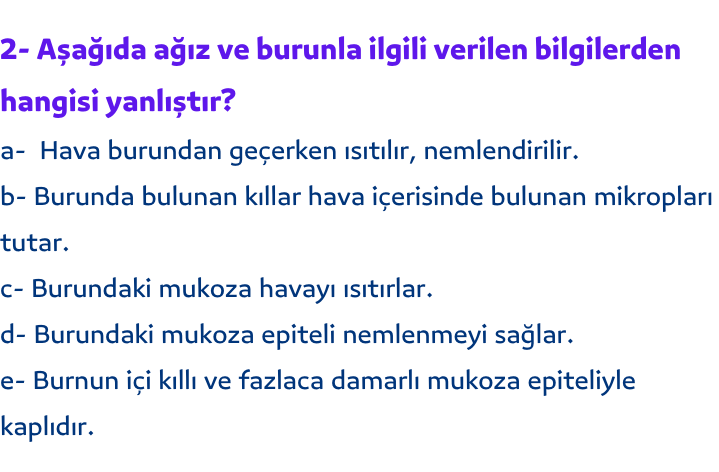 2- Aşağıda ağız ve burunla ilgili verilen bilgilerden
hangisi yanlıştır?
a-  Hava burundan geçerken ısıtılır, nemlendirilir.
b- Burunda bulunan kıllar hava içerisinde bulunan mikropları
tutar.
c- Burundaki mukoza havayı ısıtırlar.
d- Burundaki mukoza epiteli nemlenmeyi sağlar.
e- Burnun içi kıllı ve fazlaca damarlı mukoza epiteliyle
kaplıdır.